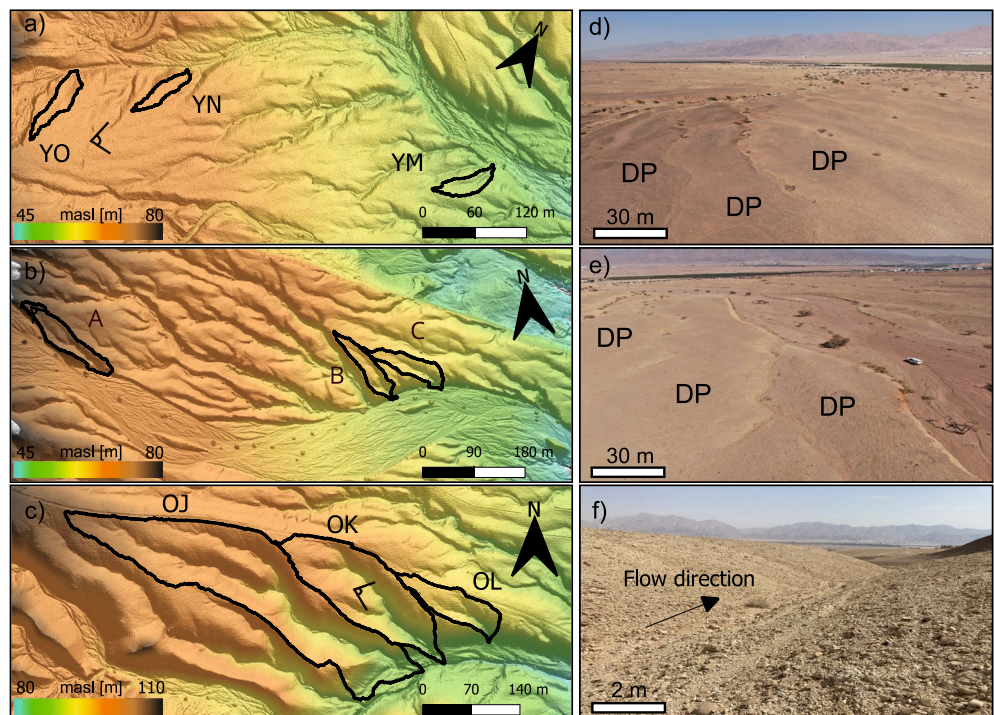 a)
N
YO
YN
YM
45 masl [m] 80
0 60 120 m
b)
N
A
B
C
45 masl [m] 80
0 90 180 m
c)
OJ
OK
OL
N
80 masl [m] 110
0 70 140 m
d)
DP
DP
DP
30 m
e)
DP
DP
DP
30 m
f)
Flow direction
2 m